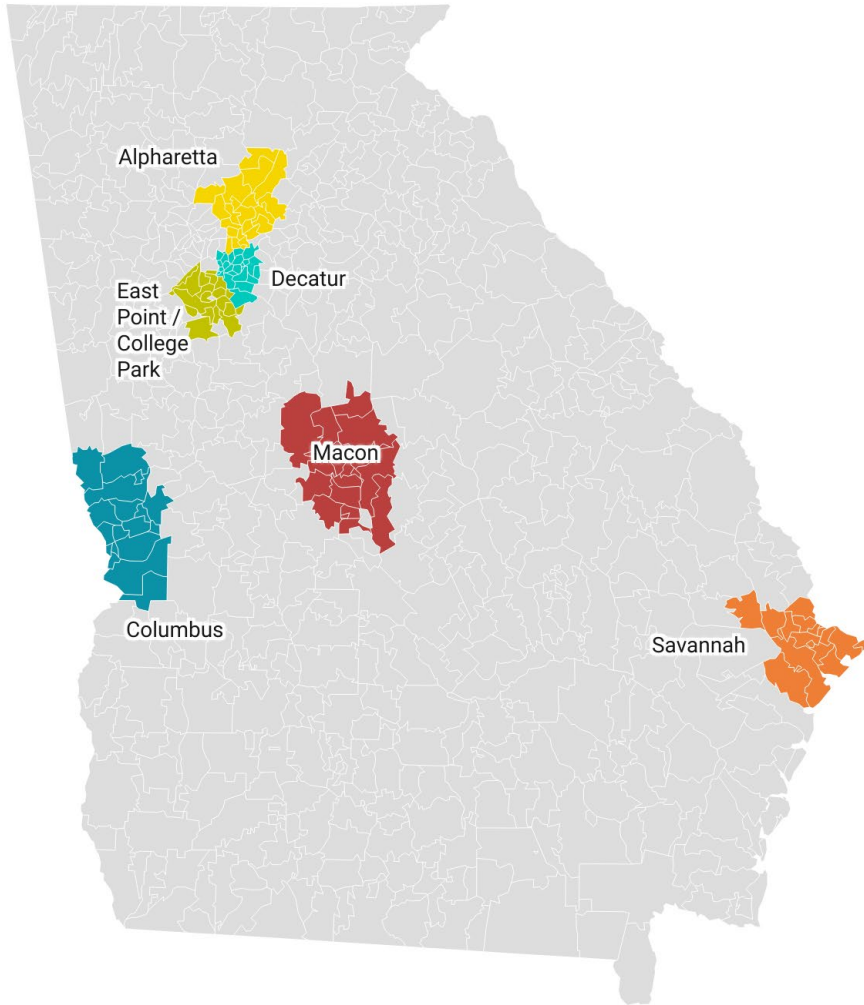 Alpharetta
Decatur
East
Point /
College
Park
Macon
Columbus
Savannah